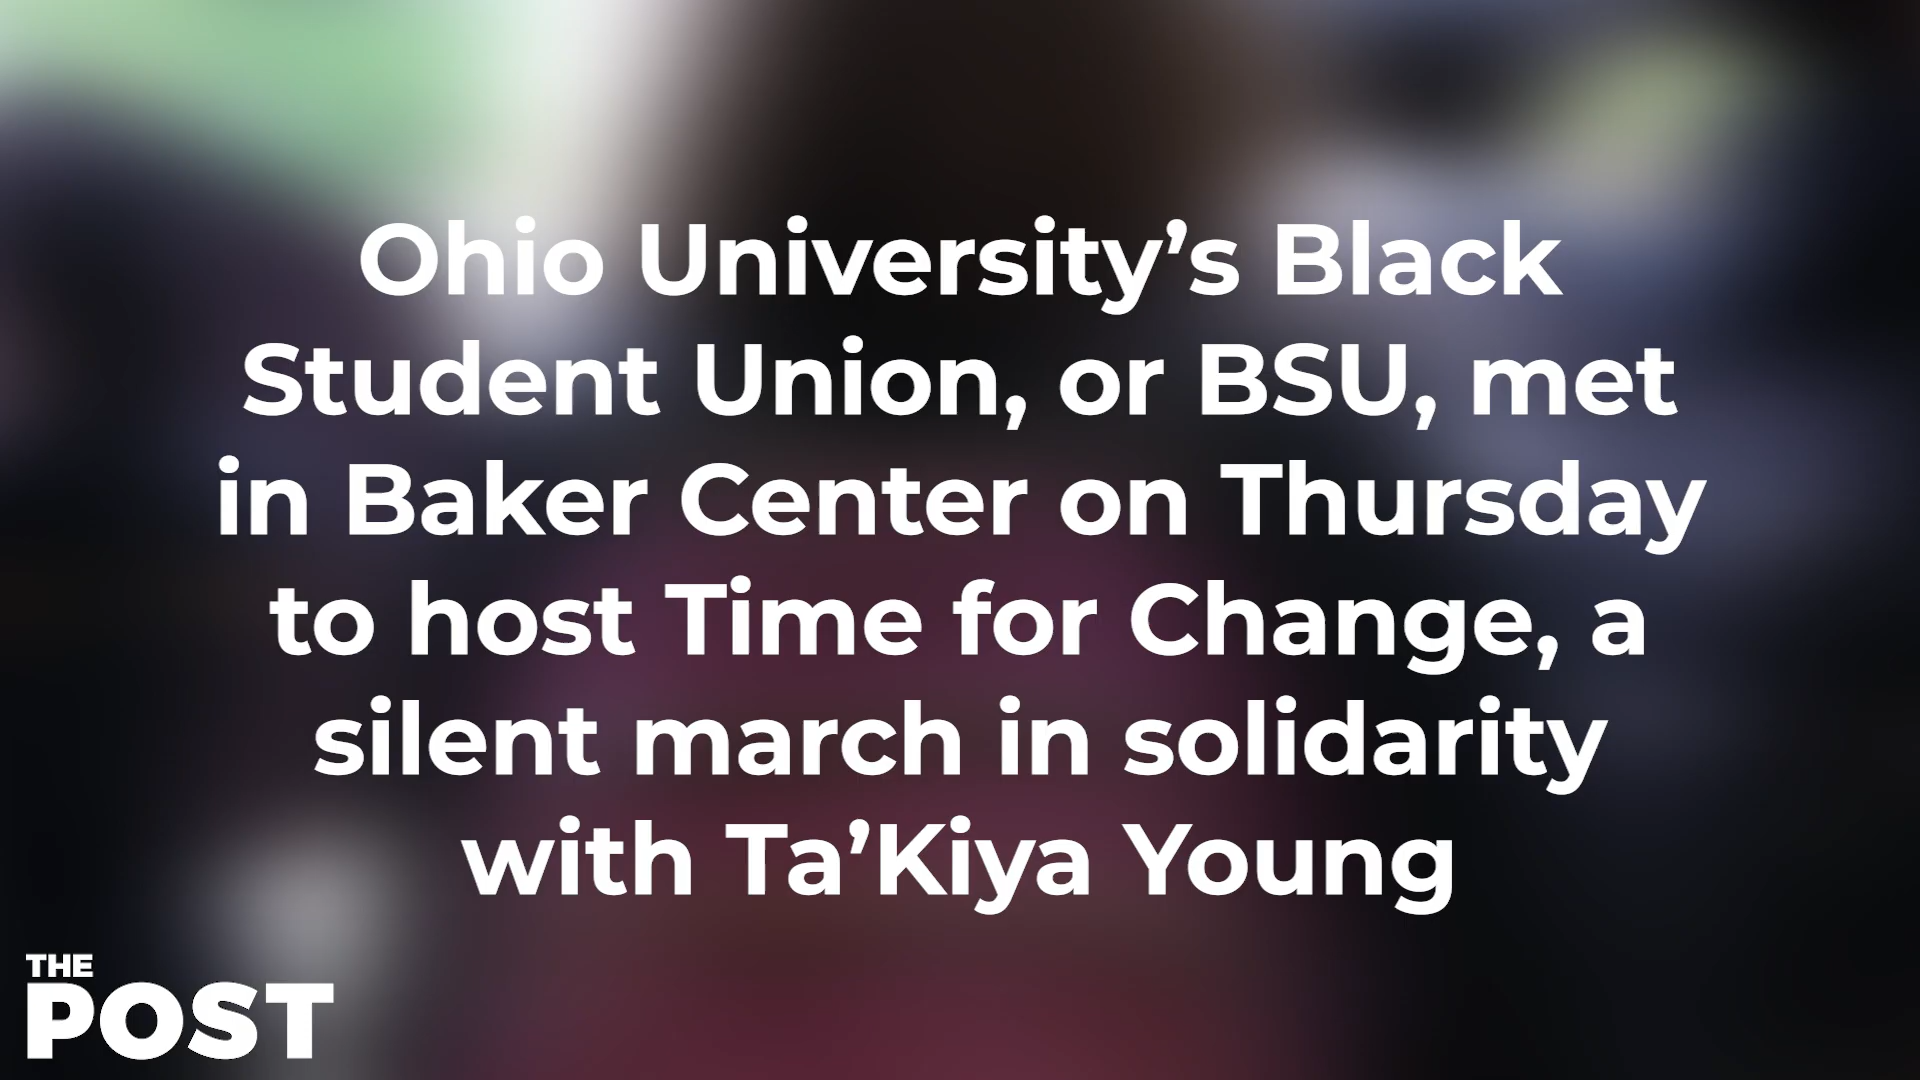 Ohio University’s Black
Student Union, or BSU, met
in Baker Center on Thursday
to host Time for Change, a
silent march in solidarity
with Ta’Kiya Young
THE
POST